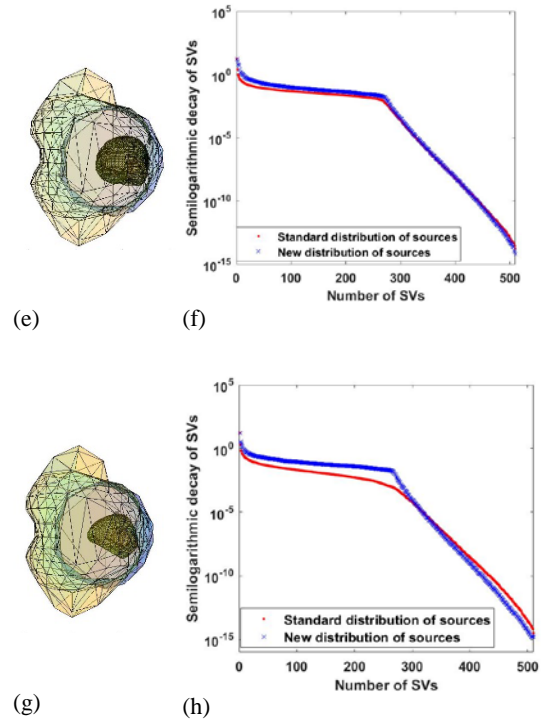 10^5
10^0
10^-5
10^-10
10^-15
Semilogarithmic decay of SVs
Standard distribution of sources
New distribution of sources
0 100 200 300 400 500
Number of SVs
(e) (f)
10^5
10^0
10^-5
10^-10
10^-15
Semilogarithmic decay of SVs
Standard distribution of sources
New distribution of sources
0 100 200 300 400 500
Number of SVs
(g) (h)